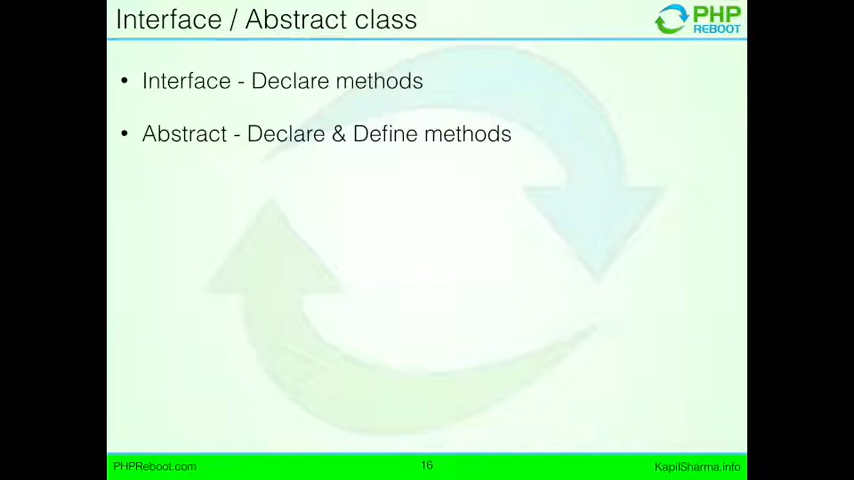 Interface / Abstract class
PHP
REBOOT
• Interface - Declare methods
• Abstract - Declare & Define methods
PHPReboot.com
16
KapilSharma.info